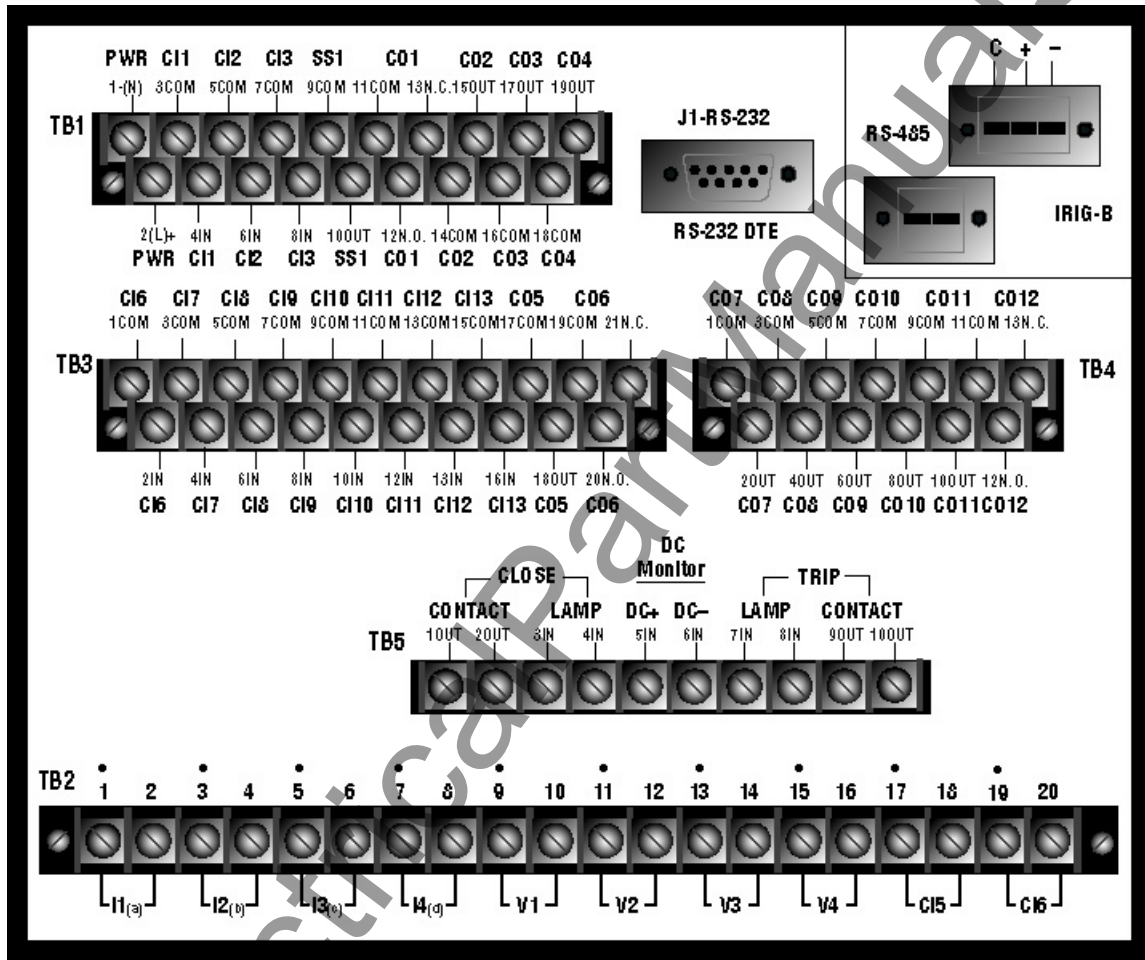 PWR CI1 CI2 CI3 SS1 CO1 CO2 CO3 CO4
1-(N) 3COM 5COM 7COM 9COM 11COM 13N.C. 15OUT 17OUT 19OUT
TB1
2(L)+ 4IN 6IN 8IN 10OUT 12N.O. 14COM 16COM 18COM
PWR CI1 CI2 CI3 SS1 CO1 CO2 CO3 CO4
J1-RS-232
RS-232 DTE
C + -
RS-485
IRIG-B
CI6 CI7 CI8 CI9 CI10 CI11 CI12 CI13 CO5 CO6
1COM 3COM 5COM 7COM 9COM 11COM 13COM 15COM 17COM 19COM 21N.C.
TB3
2IN 4IN 6IN 8IN 10IN 12IN 13IN 16IN 18OUT 20N.O.
CI6 CI7 CI8 CI9 CI10 CI11 CI12 CI13 CO5 CO6
CO7 CO8 CO9 CO10 CO11 CO12
1COM 3COM 5COM 7COM 9COM 11COM 13N.C.
TB4
2OUT 4OUT 6OUT 8OUT 10OUT 12N.O.
CO7 CO8 CO9 CO10 CO11 CO12
CLOSE
DC
Monitor
TRIP
CONTACT LAMP DC+ DC- LAMP CONTACT
1OUT 2OUT 3IN 4IN 5IN 6IN 7IN 8IN 9OUT 10OUT
TB5
TB2
1 2 3 4 5 6 7 8 9 10 11 12 13 14 15 16 17 18 19 20
I1(a) I2(b) I3(c) I4(d) V1 V2 V3 V4 CI5 CI6
ctricalPartManual